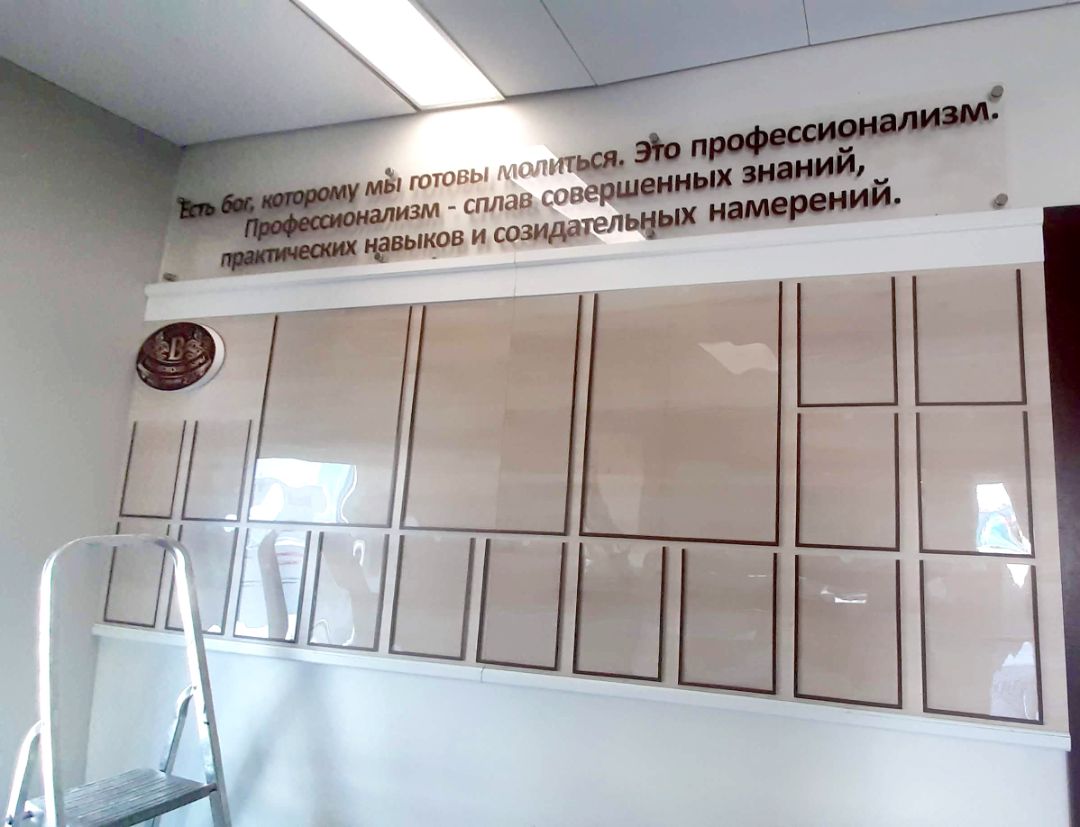 Есть бог, которому мы готовы молиться. Это профессионализм.
Профессионализм - сплав совершенных знаний,
практических навыков и созидательных намерений.
В